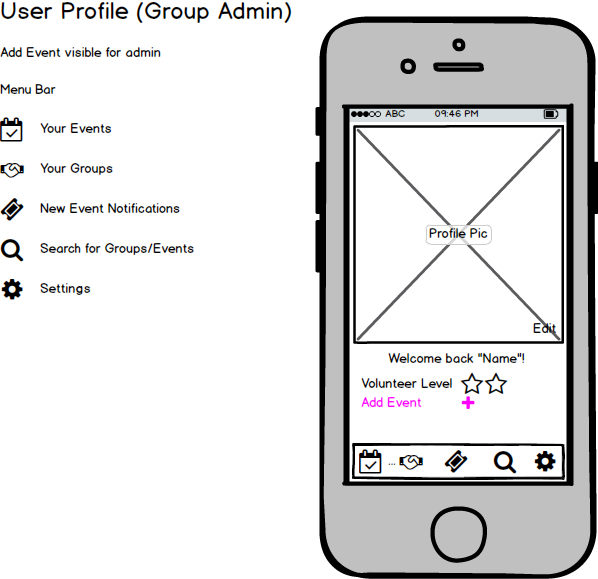 User Profile (Group Admin)
Add Event visible for admin
Menu Bar
Your Events
Your Groups
New Event Notifications
Search for Groups/Events
Settings
ABC 09:46 PM
Profile Pic
Edit
Welcome back "Name"!
Volunteer Level
Add Event
...